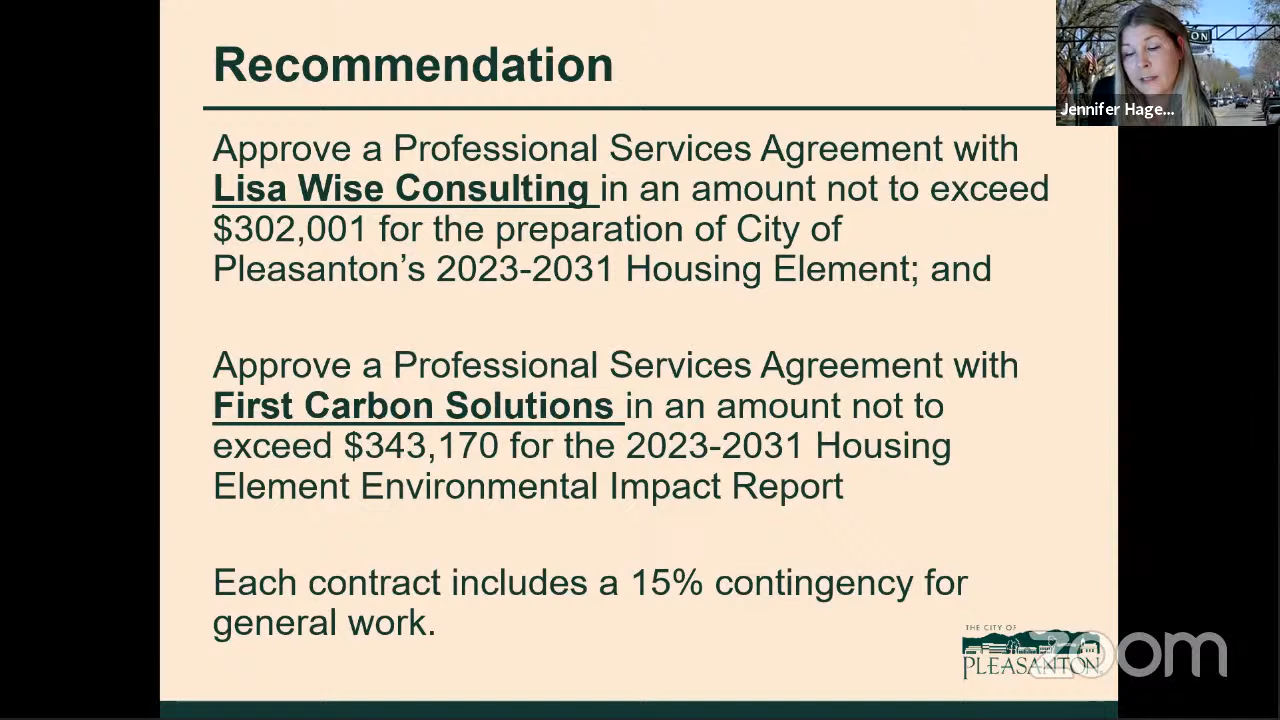 Recommendation
Approve a Professional Services Agreement with
Lisa Wise Consulting in an amount not to exceed
$302,001 for the preparation of City of
Pleasanton’s 2023-2031 Housing Element; and
Approve a Professional Services Agreement with
First Carbon Solutions in an amount not to
exceed $343,170 for the 2023-2031 Housing
Element Environmental Impact Report
Each contract includes a 15% contingency for
general work.
THE CITY OF
PLEASANTON
zoom
ON
Jennifer Hage...